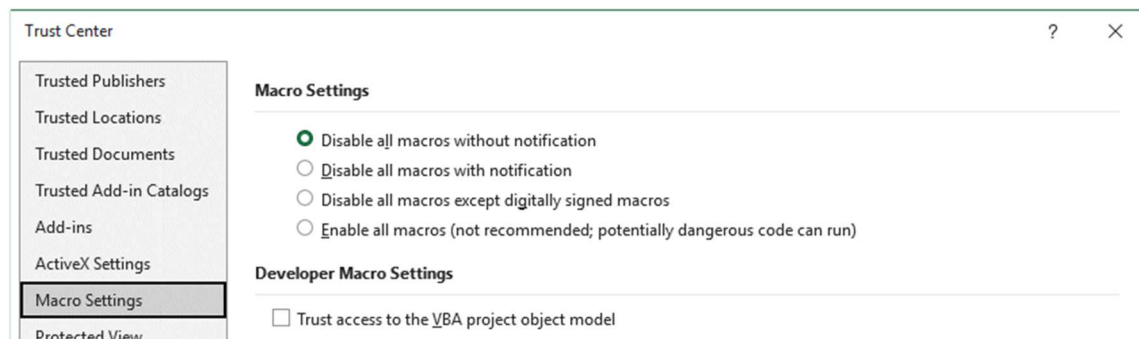 Trust Center
?
Trusted Publishers
Trusted Locations
Trusted Documents
Trusted Add-in Catalogs
Add-ins
ActiveX Settings
Macro Settings
Protected View
Macro Settings
Disable all macros without notification
Disable all macros with notification
Disable all macros except digitally signed macros
Enable all macros (not recommended; potentially dangerous code can run)
Developer Macro Settings
Trust access to the VBA project object model